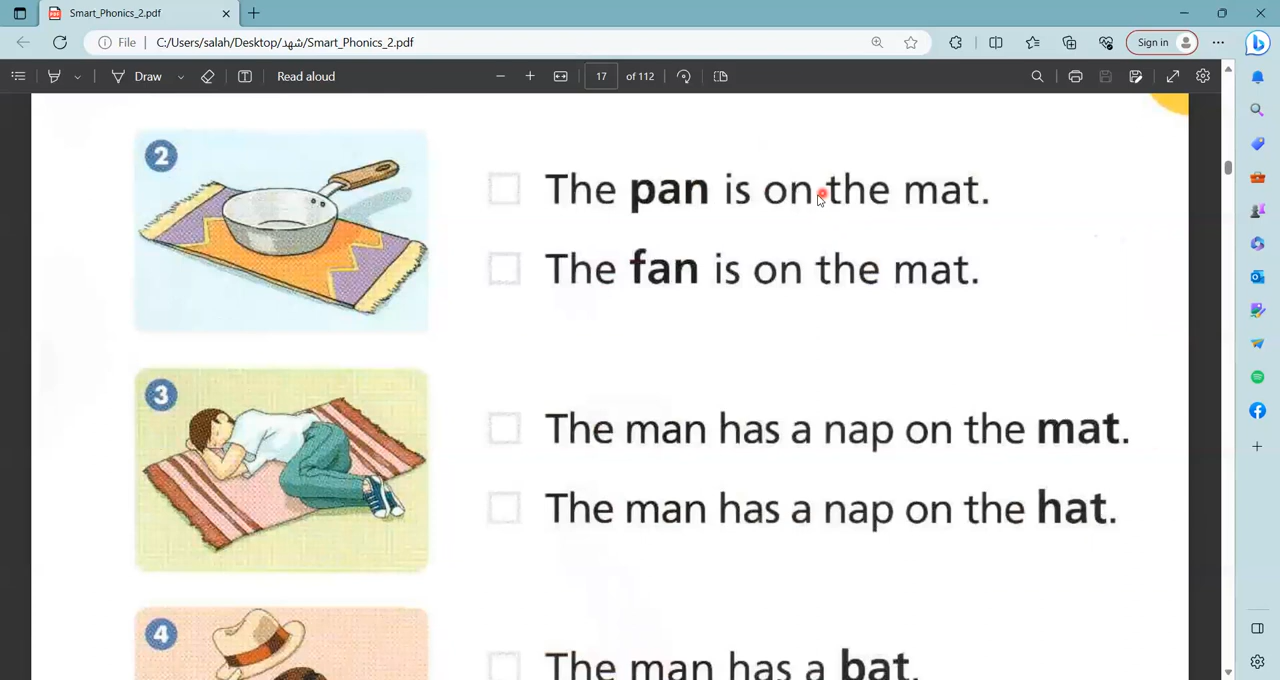 Smart_Phonics_2.pdf
File C:/Users/salah/Desktop/شهد/Smart_Phonics_2.pdf
Sign in
Draw
Read aloud
17 of 112
2
The pan is on the mat.
The fan is on the mat.
3
The man has a nap on the mat.
The man has a nap on the hat.
4
The man has a bat.